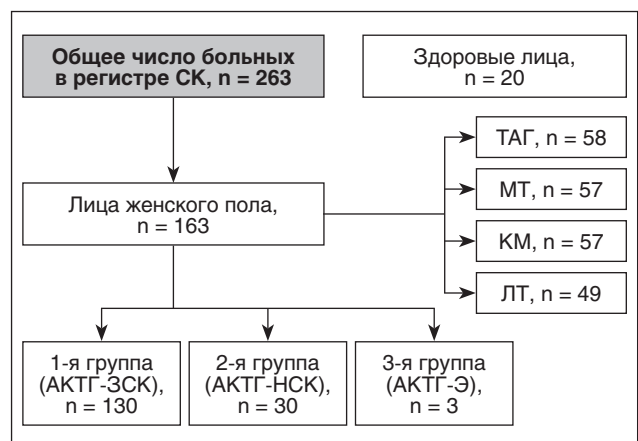 Общее число больных
в регистре СК, n = 263
Здоровые лица,
n = 20
ТАГ, n = 58
МТ, n = 57
КМ, n = 57
ЛТ, n = 49
Лица женского пола,
n = 163
1-я группа
(АКТГ-ЗСК),
n = 130
2-я группа
(АКТГ-НСК),
n = 30
3-я группа
(АКТГ-Э),
n = 3